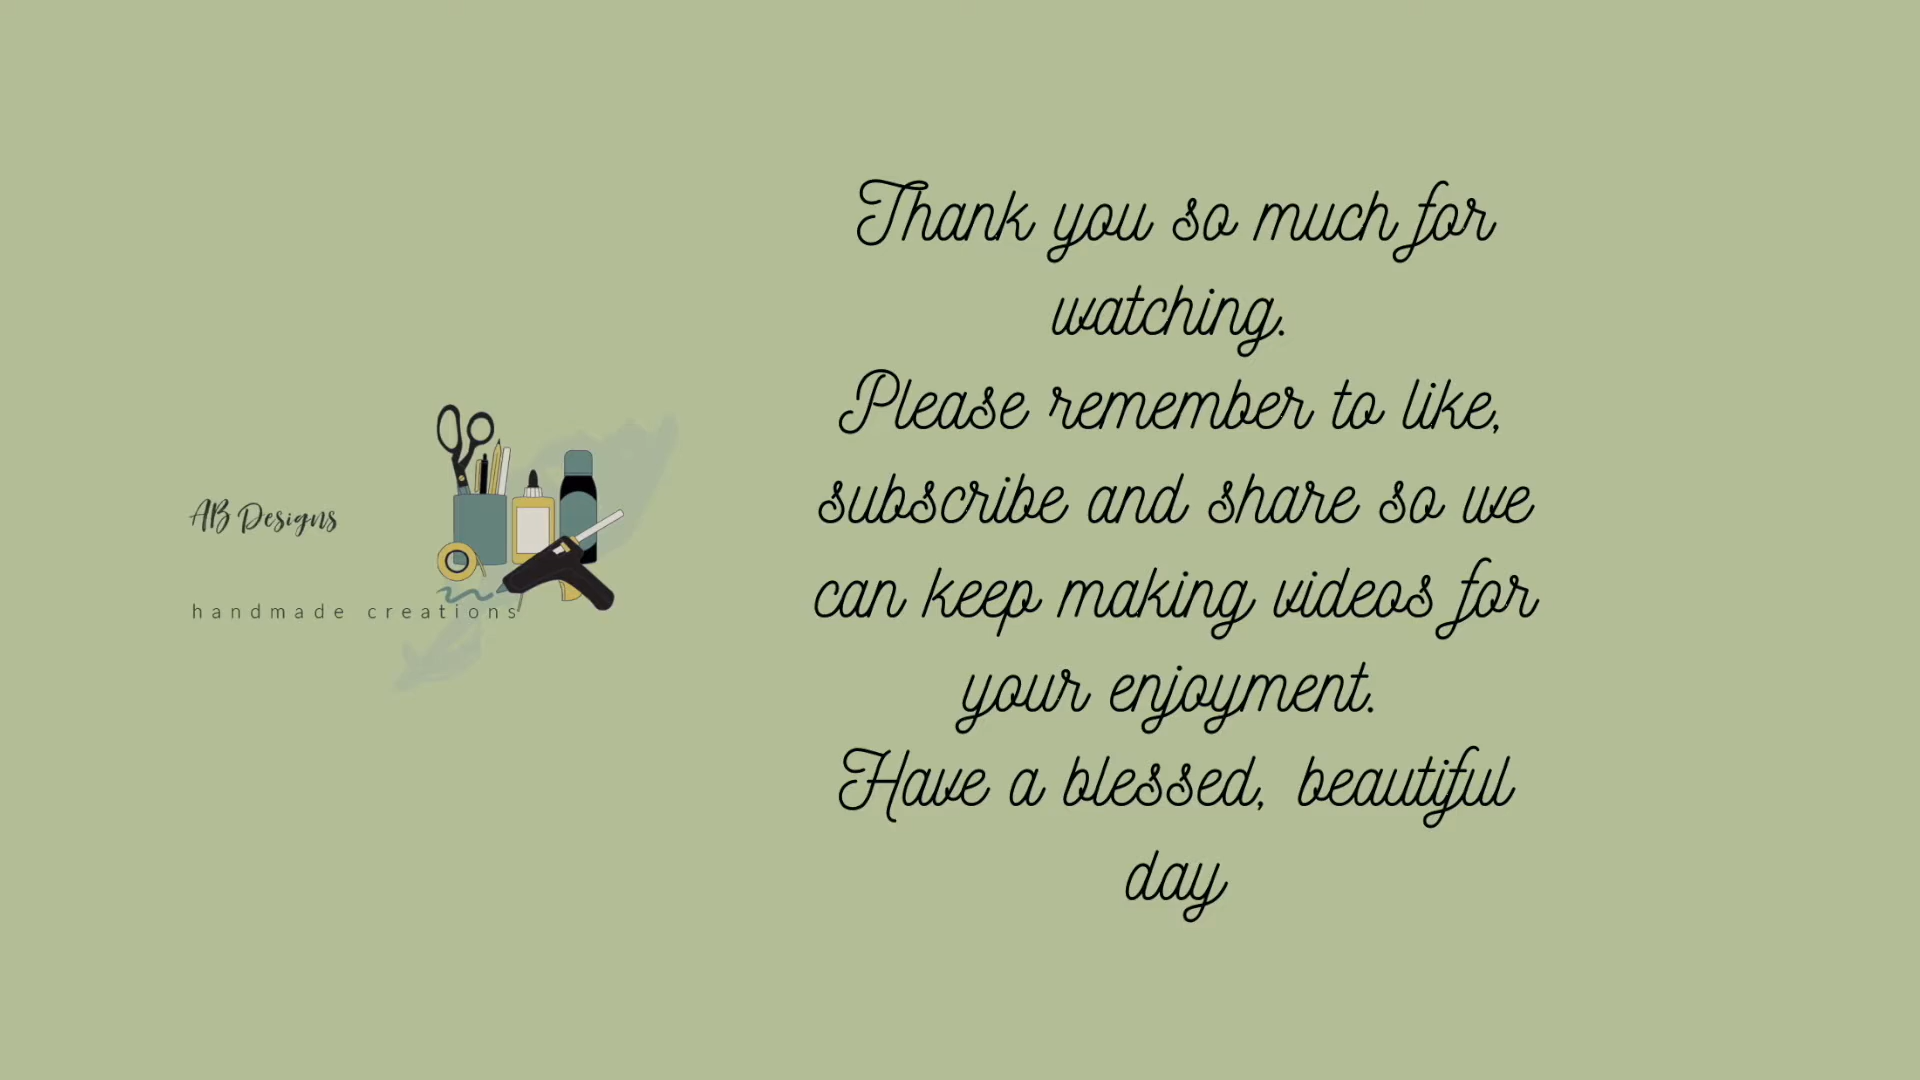 AB Designs
handmade creations
Thank you so much for
watching.
Please remember to like,
subscribe and share so we
can keep making videos for
your enjoyment.
Have a blessed, beautiful
day